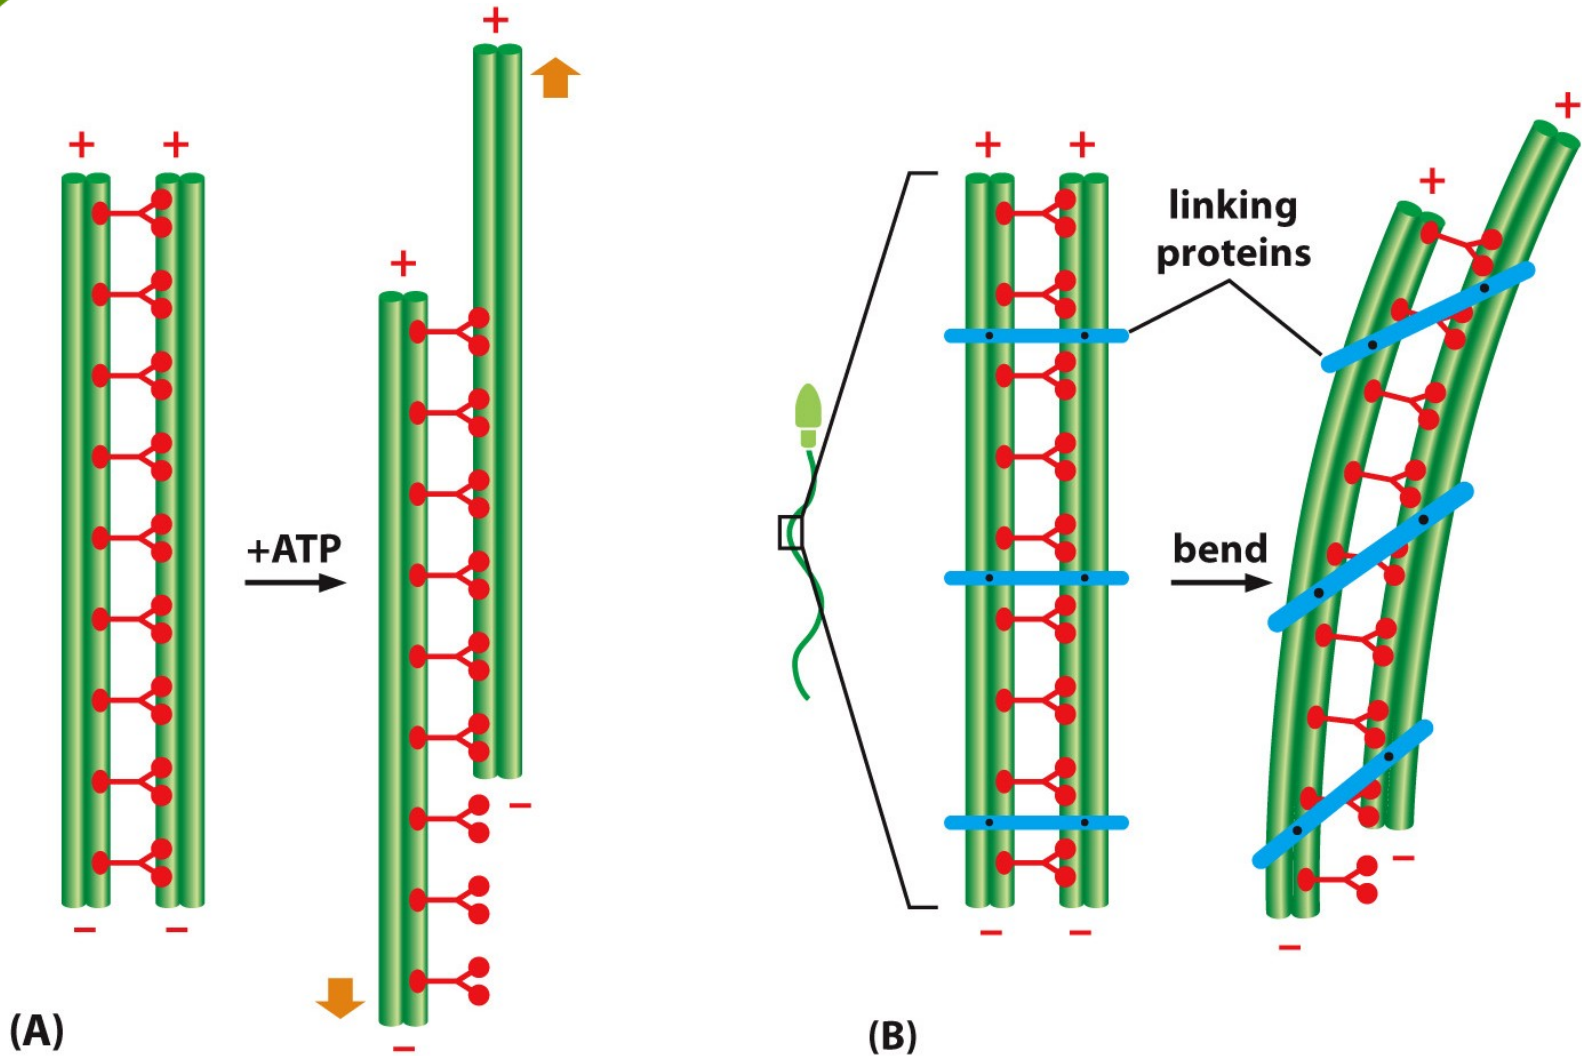 +
+ +
+
+ATP
−
−
− −
(A)
+ +
linking
proteins
+
+
bend
−
− −
−
(B)